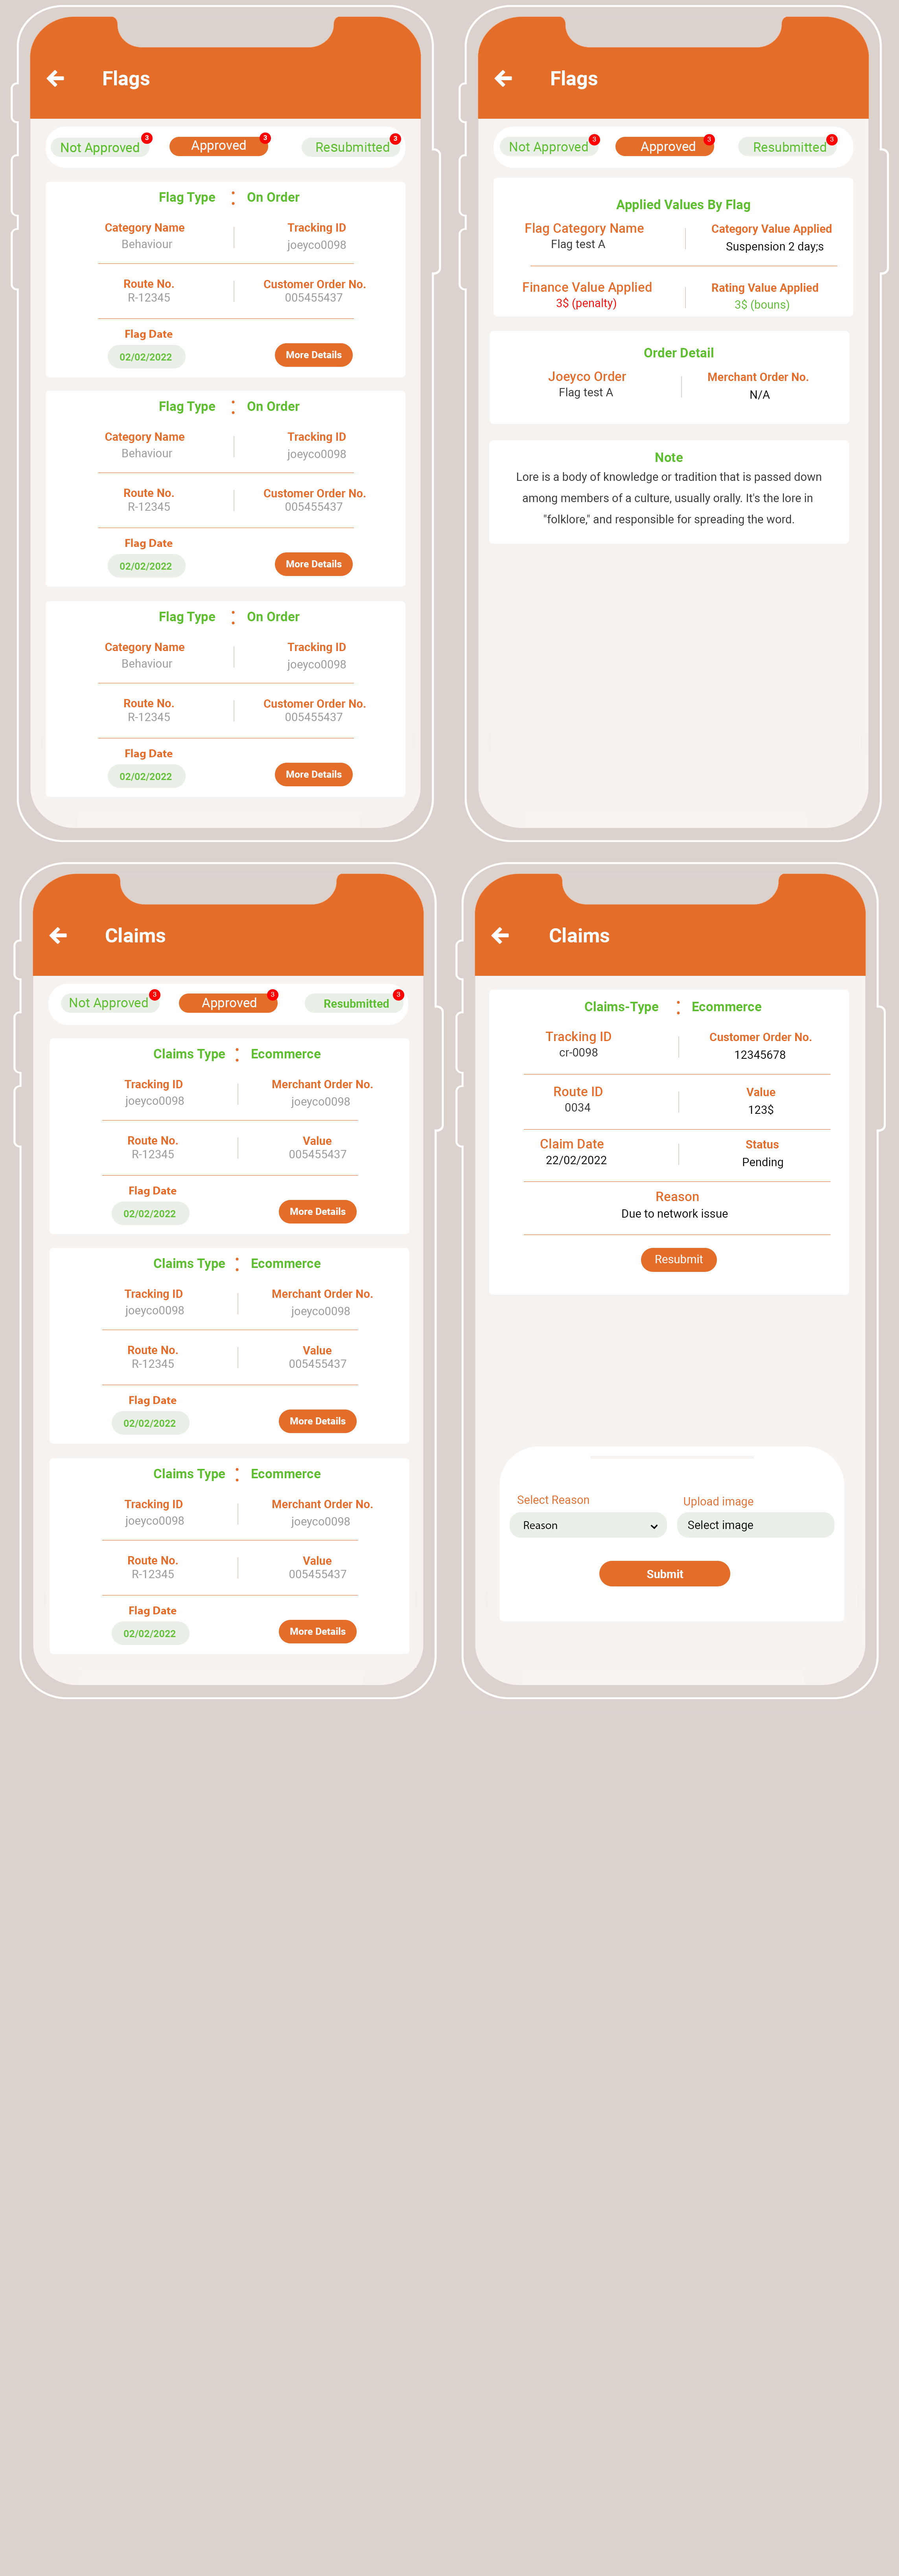 Flags
Not Approved 3 Approved 3 Resubmitted 3
Flag Type : On Order
Category Name Tracking ID
Behaviour joeyco0098
Route No. Customer Order No.
R-12345 005455437
Flag Date
02/02/2022 More Details
Flag Type : On Order
Category Name Tracking ID
Behaviour joeyco0098
Route No. Customer Order No.
R-12345 005455437
Flag Date
02/02/2022 More Details
Flag Type : On Order
Category Name Tracking ID
Behaviour joeyco0098
Route No. Customer Order No.
R-12345 005455437
Flag Date
02/02/2022 More Details
Flags
Not Approved 3 Approved 3 Resubmitted 3
Applied Values By Flag
Flag Category Name Category Value Applied
Flag test A Suspension 2 day;s
Finance Value Applied Rating Value Applied
3$ (penalty) 3$ (bouns)
Order Detail
Joeyco Order Merchant Order No.
Flag test A N/A
Note
Lore is a body of knowledge or tradition that is passed down
among members of a culture, usually orally. It's the lore in
"folklore," and responsible for spreading the word.
Claims
Not Approved 3 Approved 3 Resubmitted 3
Claims Type : Ecommerce
Tracking ID Merchant Order No.
joeyco0098 joeyco0098
Route No. Value
R-12345 005455437
Flag Date
02/02/2022 More Details
Claims Type : Ecommerce
Tracking ID Merchant Order No.
joeyco0098 joeyco0098
Route No. Value
R-12345 005455437
Flag Date
02/02/2022 More Details
Claims Type : Ecommerce
Tracking ID Merchant Order No.
joeyco0098 joeyco0098
Route No. Value
R-12345 005455437
Flag Date
02/02/2022 More Details
Claims
Claims-Type : Ecommerce
Tracking ID Customer Order No.
cr-0098 12345678
Route ID Value
0034 123$
Claim Date Status
22/02/2022 Pending
Reason
Due to network issue
Resubmit
Select Reason Upload image
Reason Select image
Submit